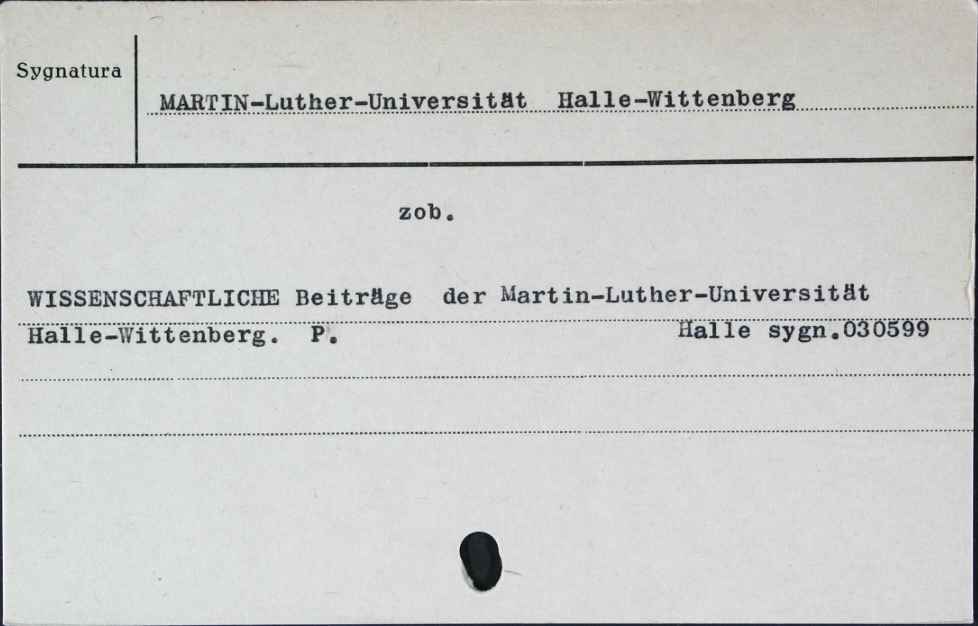 Sygnatura
MARTIN-Luther-Universität Halle-Wittenberg
zob.
WISSENSCHAFTLICHE Beiträge der Martin-Luther-Universität
Halle-Wittenberg. P. Halle sygn.030599